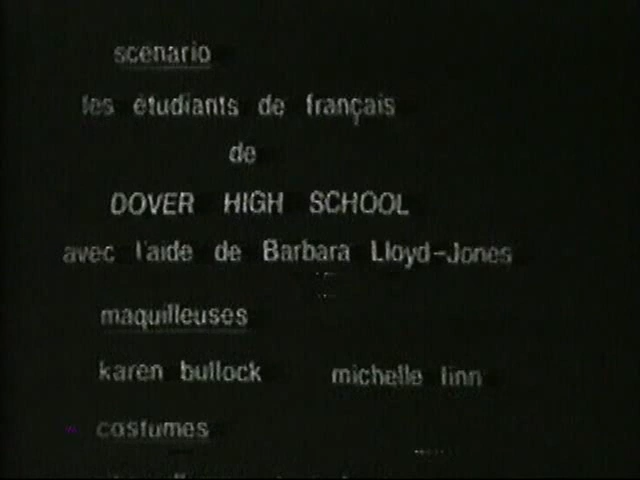 scenario
les étudiants de français
de
DOVER HIGH SCHOOL
avec l'aide de Barbara Lloyd-Jones
maquilleuses
karen bullock michelle linn
costumes